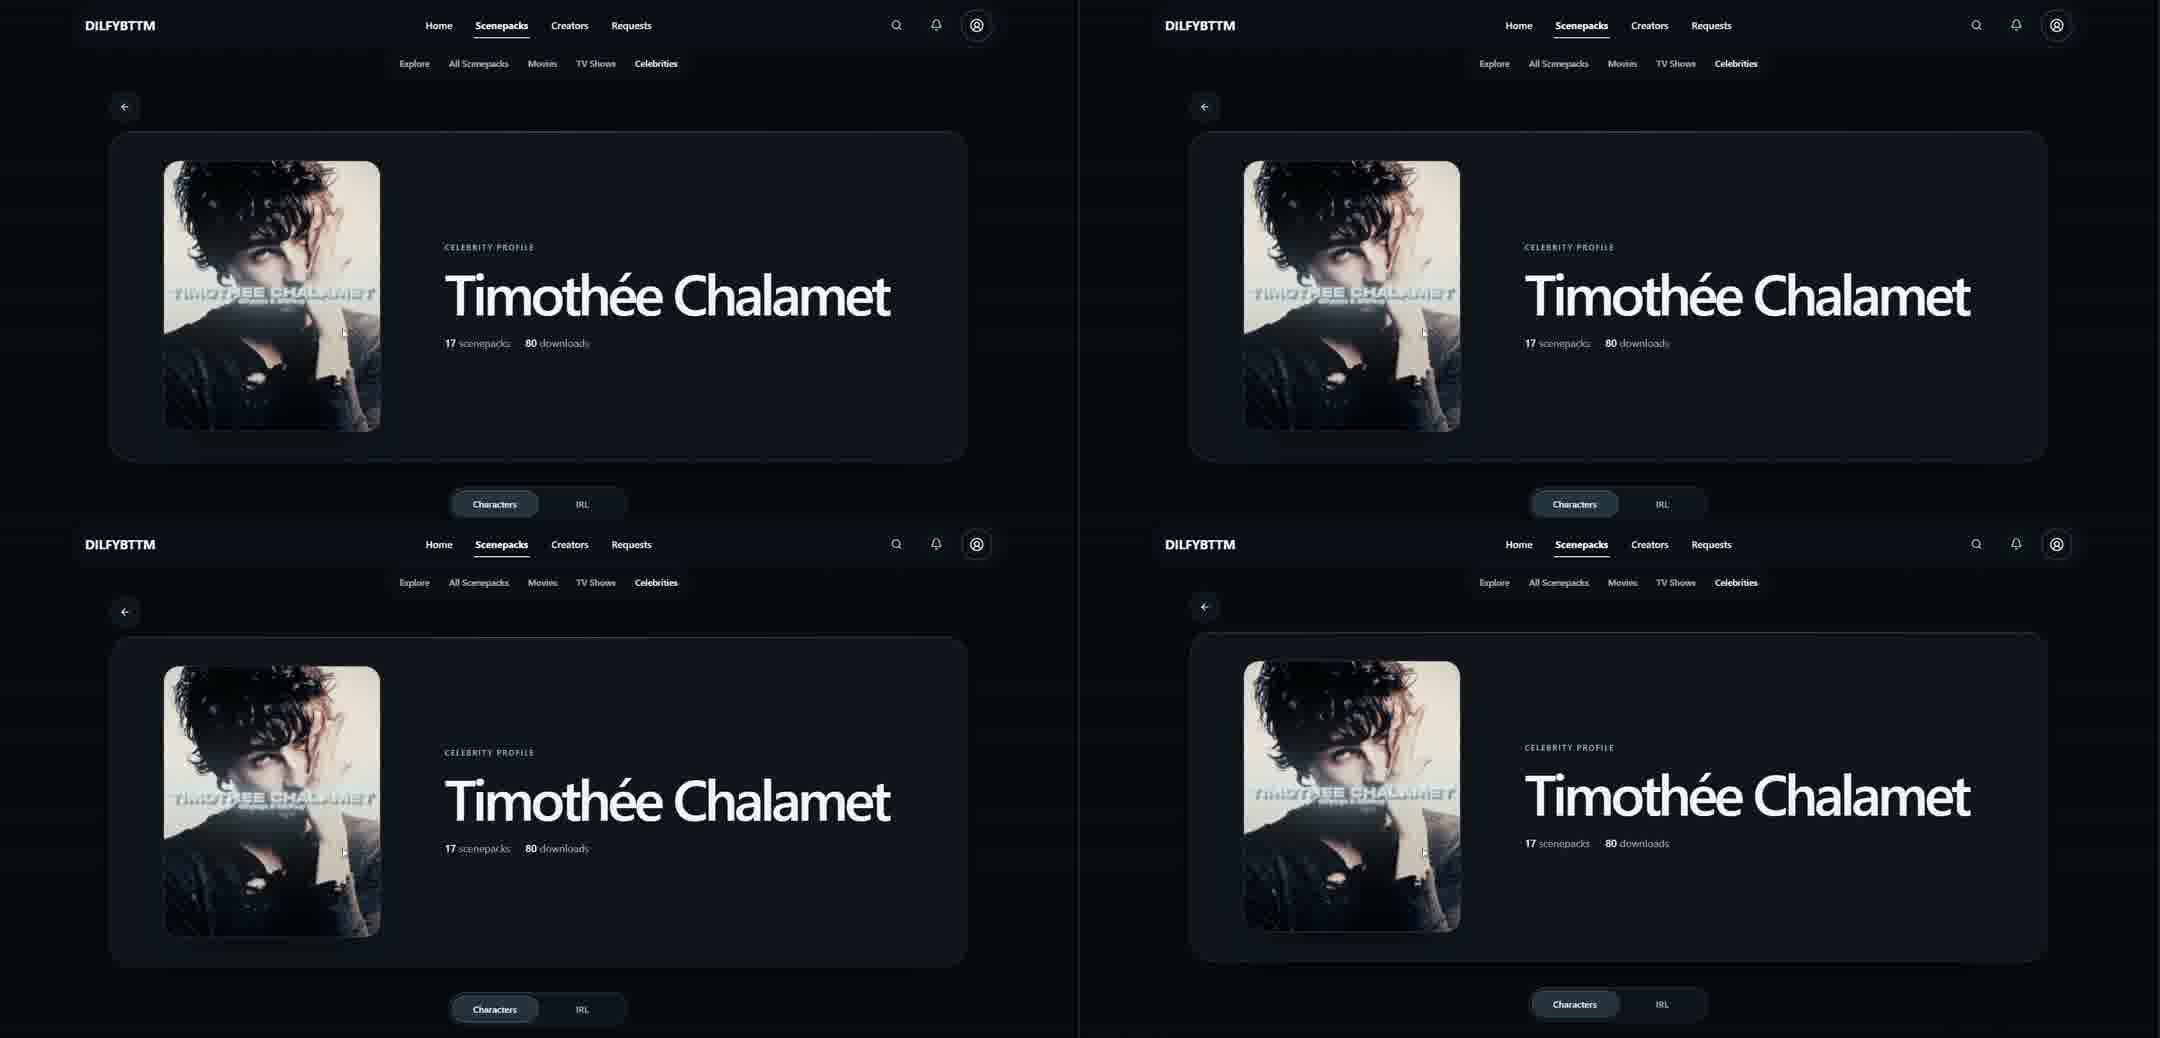 DILFYBTTM Home Scenepacks Creators Requests
Explore All Scenepacks Movies TV Shows Celebrities
TIMOTHÉE CHALAMET
CELEBRITY PROFILE
Timothée Chalamet
17 scenepacks 80 downloads
Characters IRL
DILFYBTTM Home Scenepacks Creators Requests
Explore All Scenepacks Movies TV Shows Celebrities
TIMOTHÉE CHALAMET
CELEBRITY PROFILE
Timothée Chalamet
17 scenepacks 80 downloads
Characters IRL
DILFYBTTM Home Scenepacks Creators Requests
Explore All Scenepacks Movies TV Shows Celebrities
TIMOTHÉE CHALAMET
CELEBRITY PROFILE
Timothée Chalamet
17 scenepacks 80 downloads
Characters IRL
DILFYBTTM Home Scenepacks Creators Requests
Explore All Scenepacks Movies TV Shows Celebrities
TIMOTHÉE CHALAMET
CELEBRITY PROFILE
Timothée Chalamet
17 scenepacks 80 downloads
Characters IRL